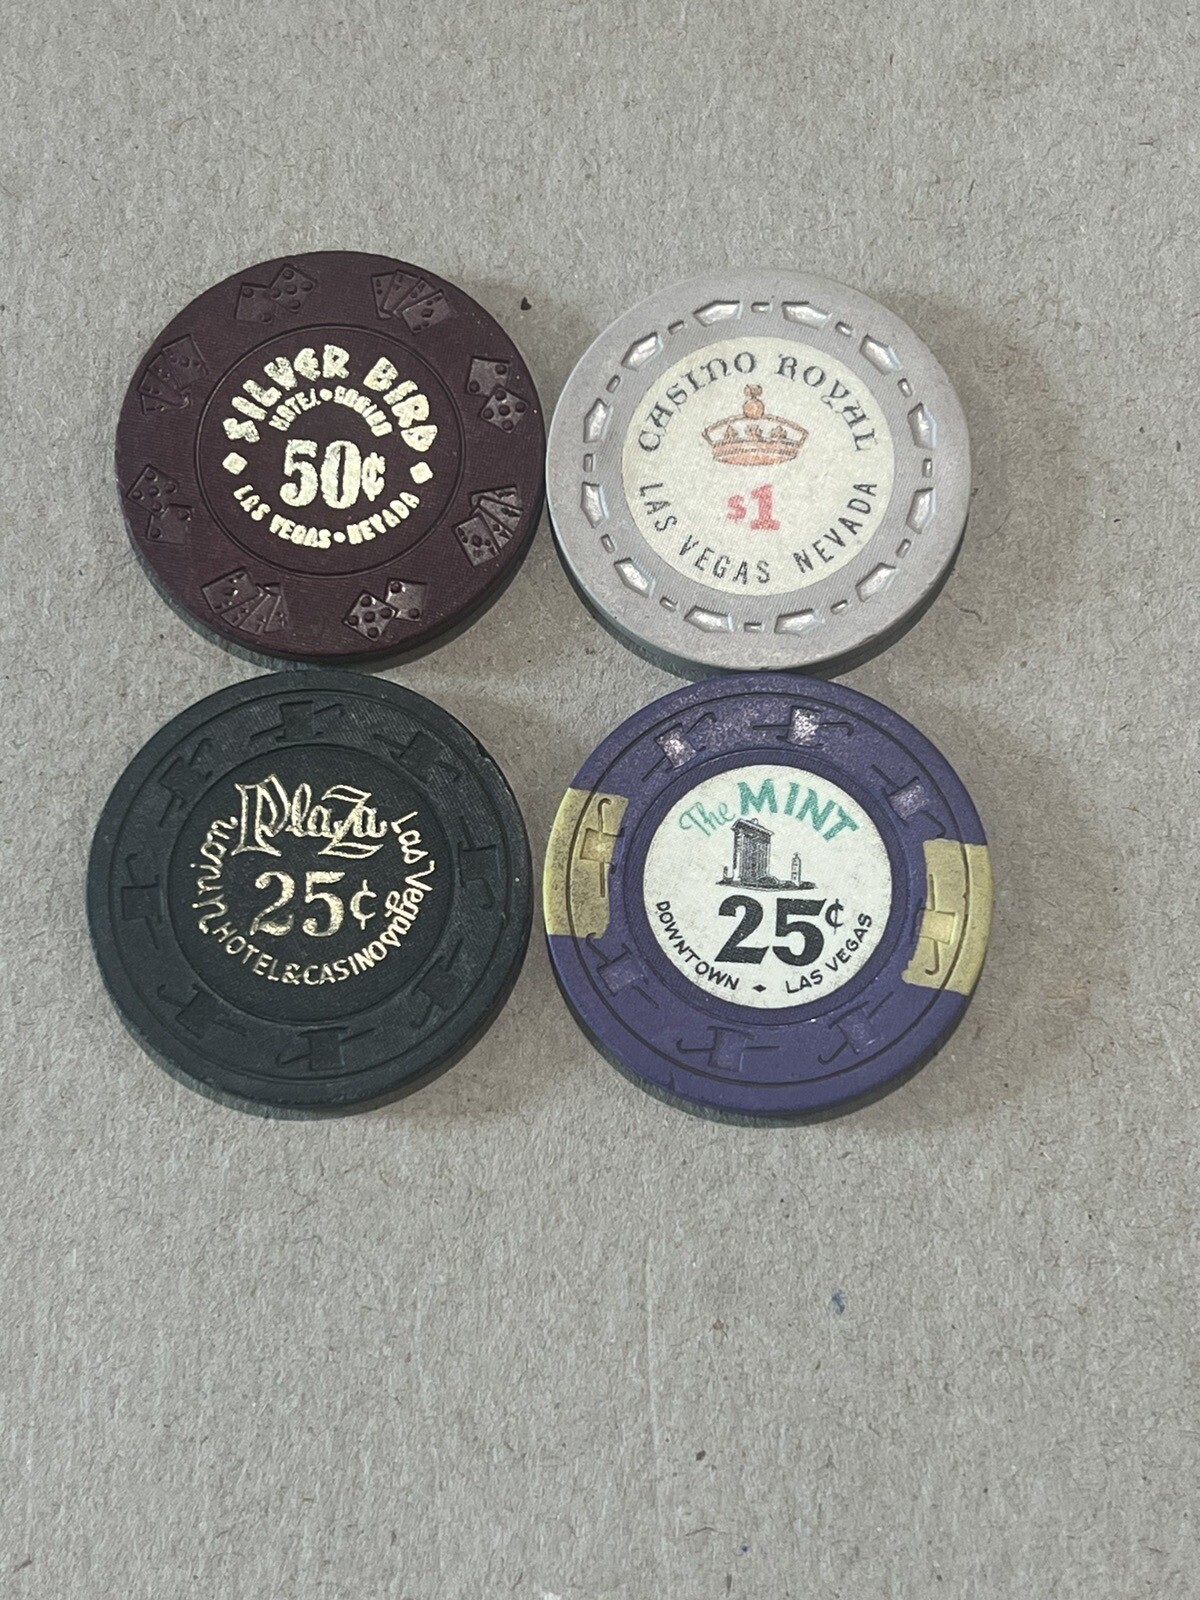 SILVER BIRD
HOTEL • CASINO
50¢
LAS VEGAS • NEVADA
CASINO ROYAL
$1
LAS VEGAS NEVADA
Union Plaza Las Vegas
25¢
HOTEL & CASINO
The MINT
25¢
DOWNTOWN ♦ LAS VEGAS